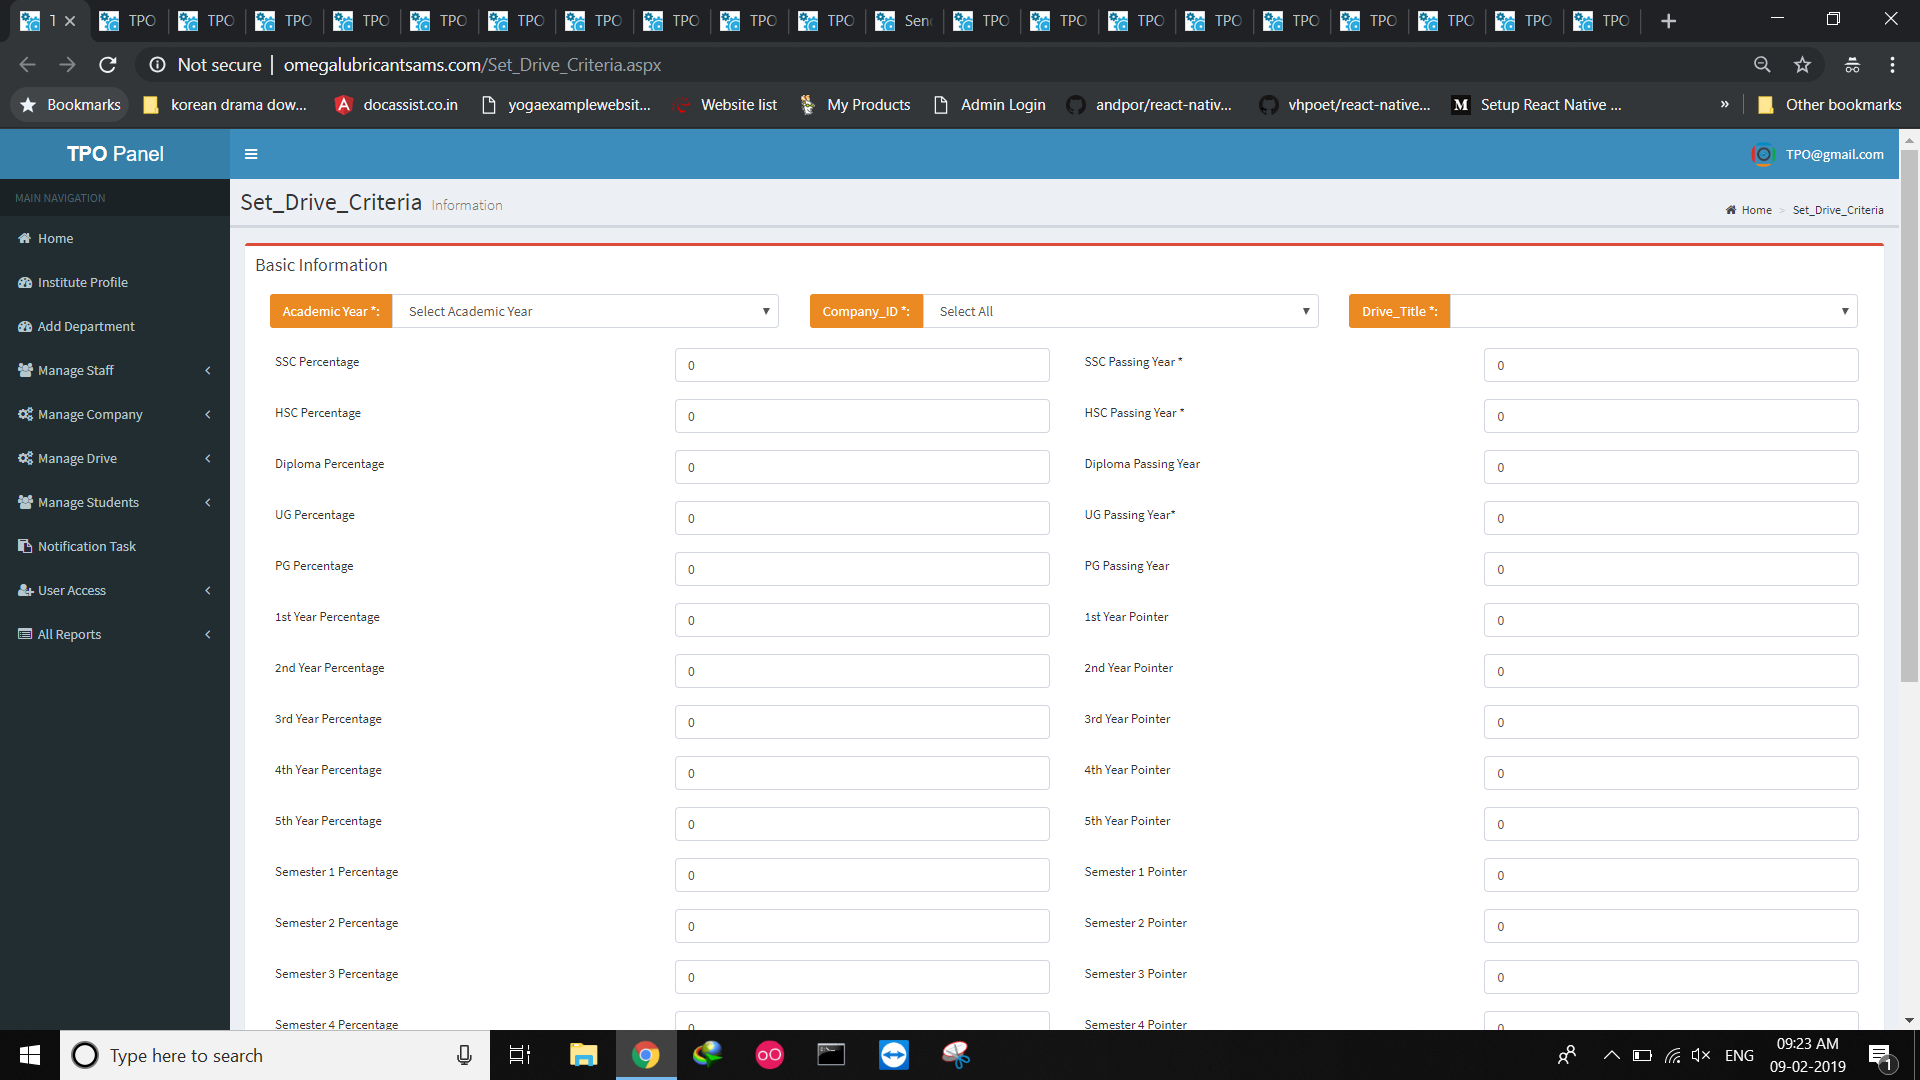 T TPO TPO TPO TPO TPO TPO TPO TPO TPO TPO Sen TPO TPO TPO TPO TPO TPO TPO TPO TPO
Not secure | omegalubricantsams.com/Set_Drive_Criteria.aspx
Bookmarks korean drama dow... docassist.co.in yogaexamplewebsit... Website list My Products Admin Login andpor/react-nativ... vhpoet/react-native... Setup React Native ... » Other bookmarks
TPO Panel TPO@gmail.com
MAIN NAVIGATION
Home
Institute Profile
Add Department
Manage Staff
Manage Company
Manage Drive
Manage Students
Notification Task
User Access
All Reports
Set_Drive_Criteria Information
Home > Set_Drive_Criteria
Basic Information
Academic Year *: Select Academic Year Company_ID *: Select All Drive_Title *:
SSC Percentage 0 SSC Passing Year * 0
HSC Percentage 0 HSC Passing Year * 0
Diploma Percentage 0 Diploma Passing Year 0
UG Percentage 0 UG Passing Year* 0
PG Percentage 0 PG Passing Year 0
1st Year Percentage 0 1st Year Pointer 0
2nd Year Percentage 0 2nd Year Pointer 0
3rd Year Percentage 0 3rd Year Pointer 0
4th Year Percentage 0 4th Year Pointer 0
5th Year Percentage 0 5th Year Pointer 0
Semester 1 Percentage 0 Semester 1 Pointer 0
Semester 2 Percentage 0 Semester 2 Pointer 0
Semester 3 Percentage 0 Semester 3 Pointer 0
Semester 4 Percentage 0 Semester 4 Pointer 0
Type here to search
ENG
09:23 AM
09-02-2019
1